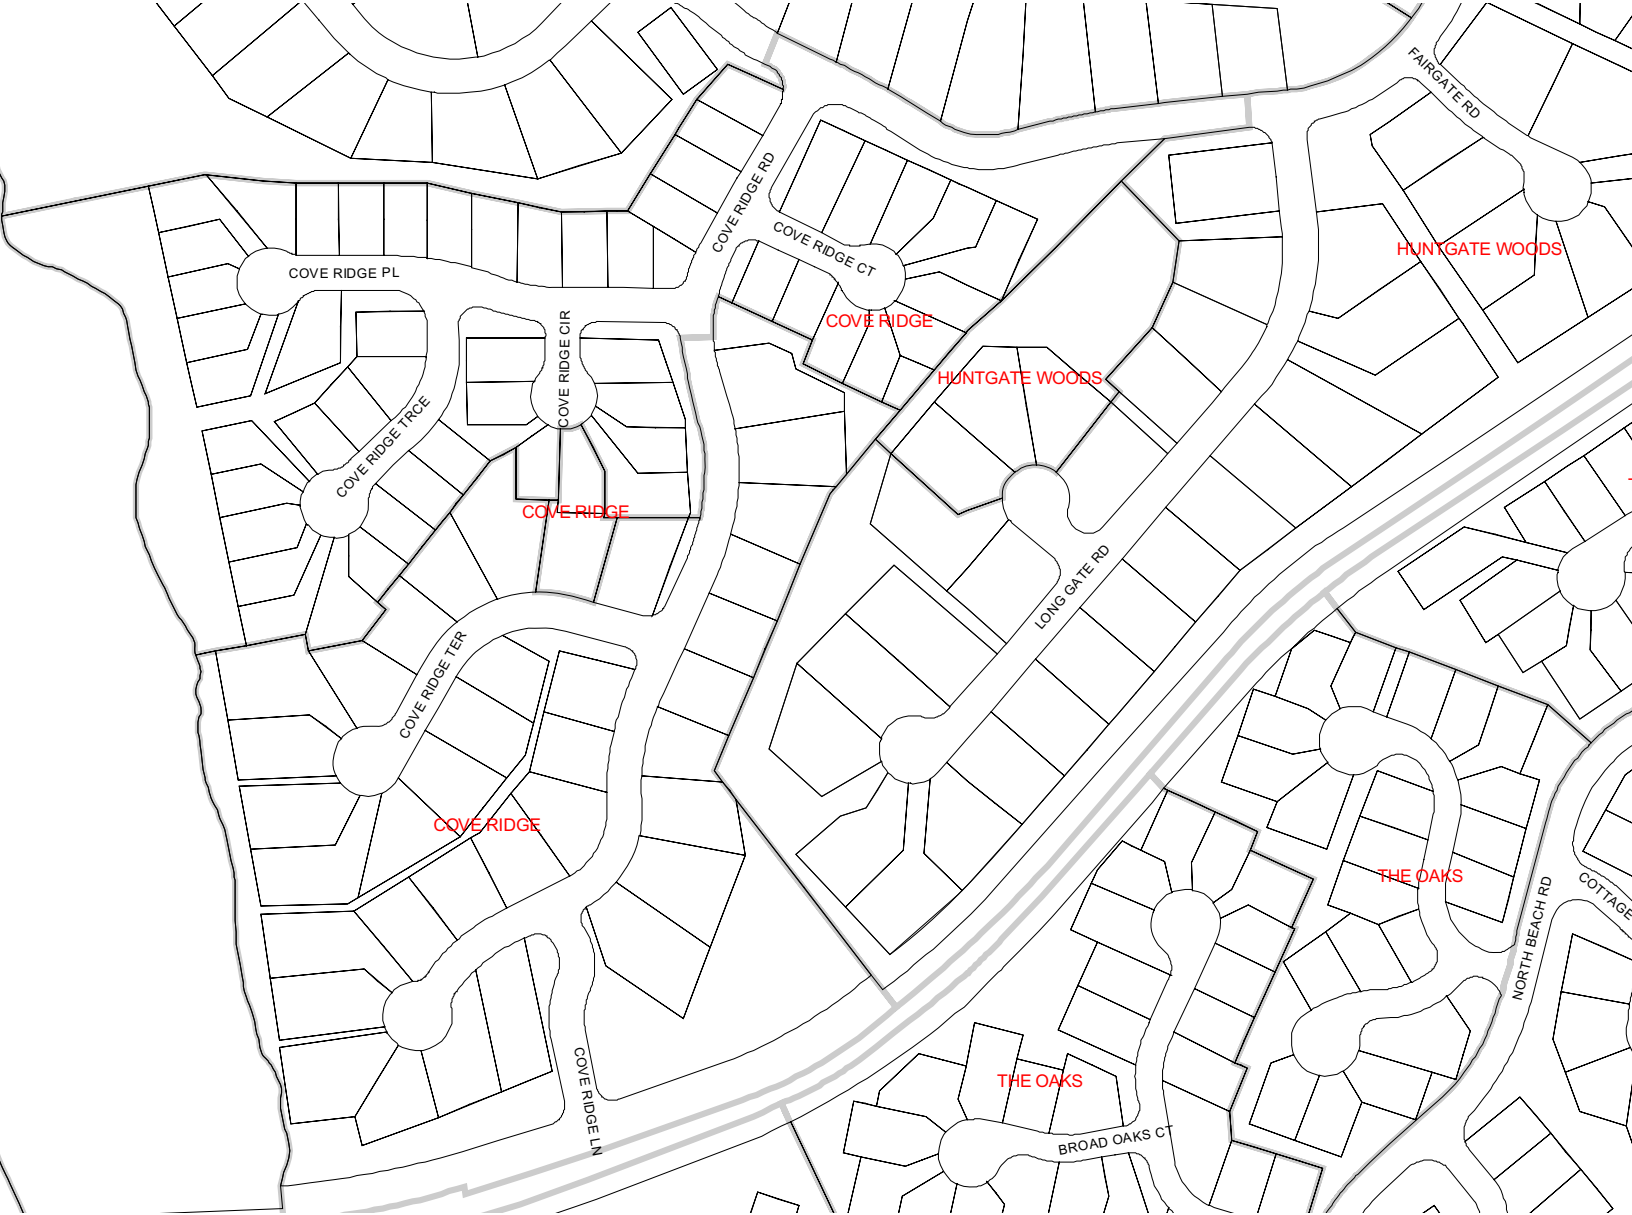 FAIRGATE RD
COVE RIDGE RD
COVE RIDGE CT
HUNTGATE WOODS
COVE RIDGE PL
COVE RIDGE
COVE RIDGE CIR
HUNTGATE WOODS
COVE RIDGE TRCE
COVE RIDGE
LONG GATE RD
COVE RIDGE TER
COVE RIDGE
THE OAKS
COTTAGE
NORTH BEACH RD
THE OAKS
COVE RIDGE LN
BROAD OAKS CT